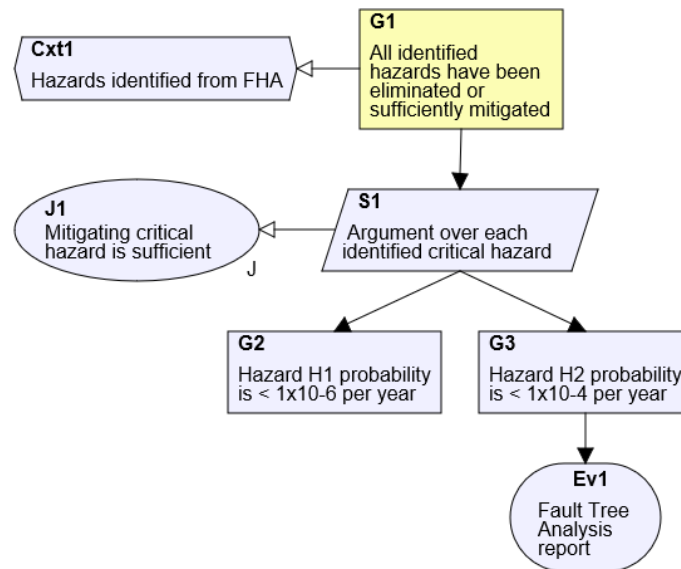 G1
All identified
hazards have been
eliminated or
sufficiently mitigated
Cxt1
Hazards identified from FHA
J1
Mitigating critical
hazard is sufficient
J
S1
Argument over each
identified critical hazard
G2
Hazard H1 probability
is < 1x10-6 per year
G3
Hazard H2 probability
is < 1x10-4 per year
Ev1
Fault Tree
Analysis
report